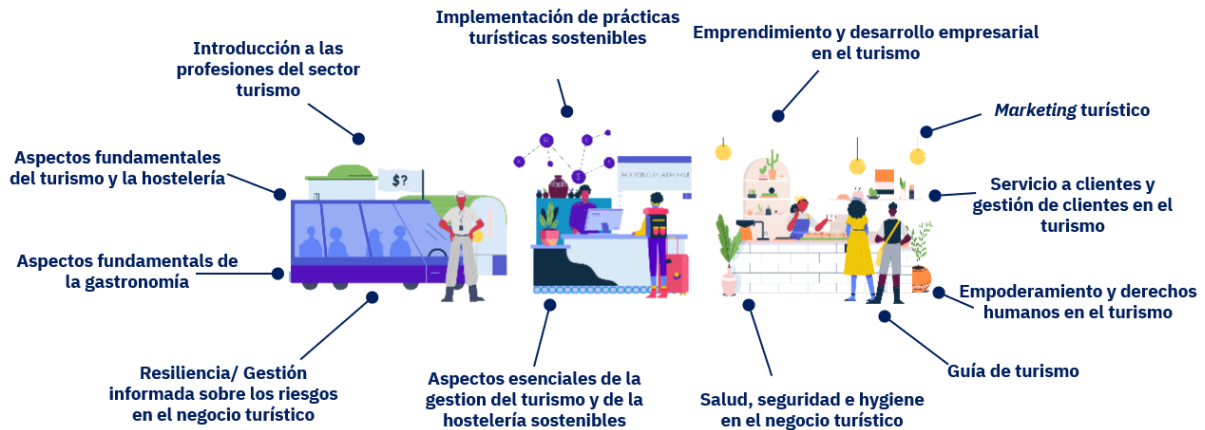 Implementación de prácticas
turísticas sostenibles
Emprendimiento y desarrollo empresarial
en el turismo
Introducción a las
profesiones del sector
turismo
Marketing turístico
Aspectos fundamentales
del turismo y la hostelería
$?
BOOKING PLATFORM
Servicio a clientes y
gestión de clientes en el
turismo
Aspectos fundamentals de
la gastronomía
Empoderamiento y derechos
humanos en el turismo
Resiliencia/ Gestión
informada sobre los riesgos
en el negocio turístico
Aspectos esenciales de la
gestion del turismo y de la
hostelería sostenibles
Salud, seguridad e hygiene
en el negocio turístico
Guía de turismo